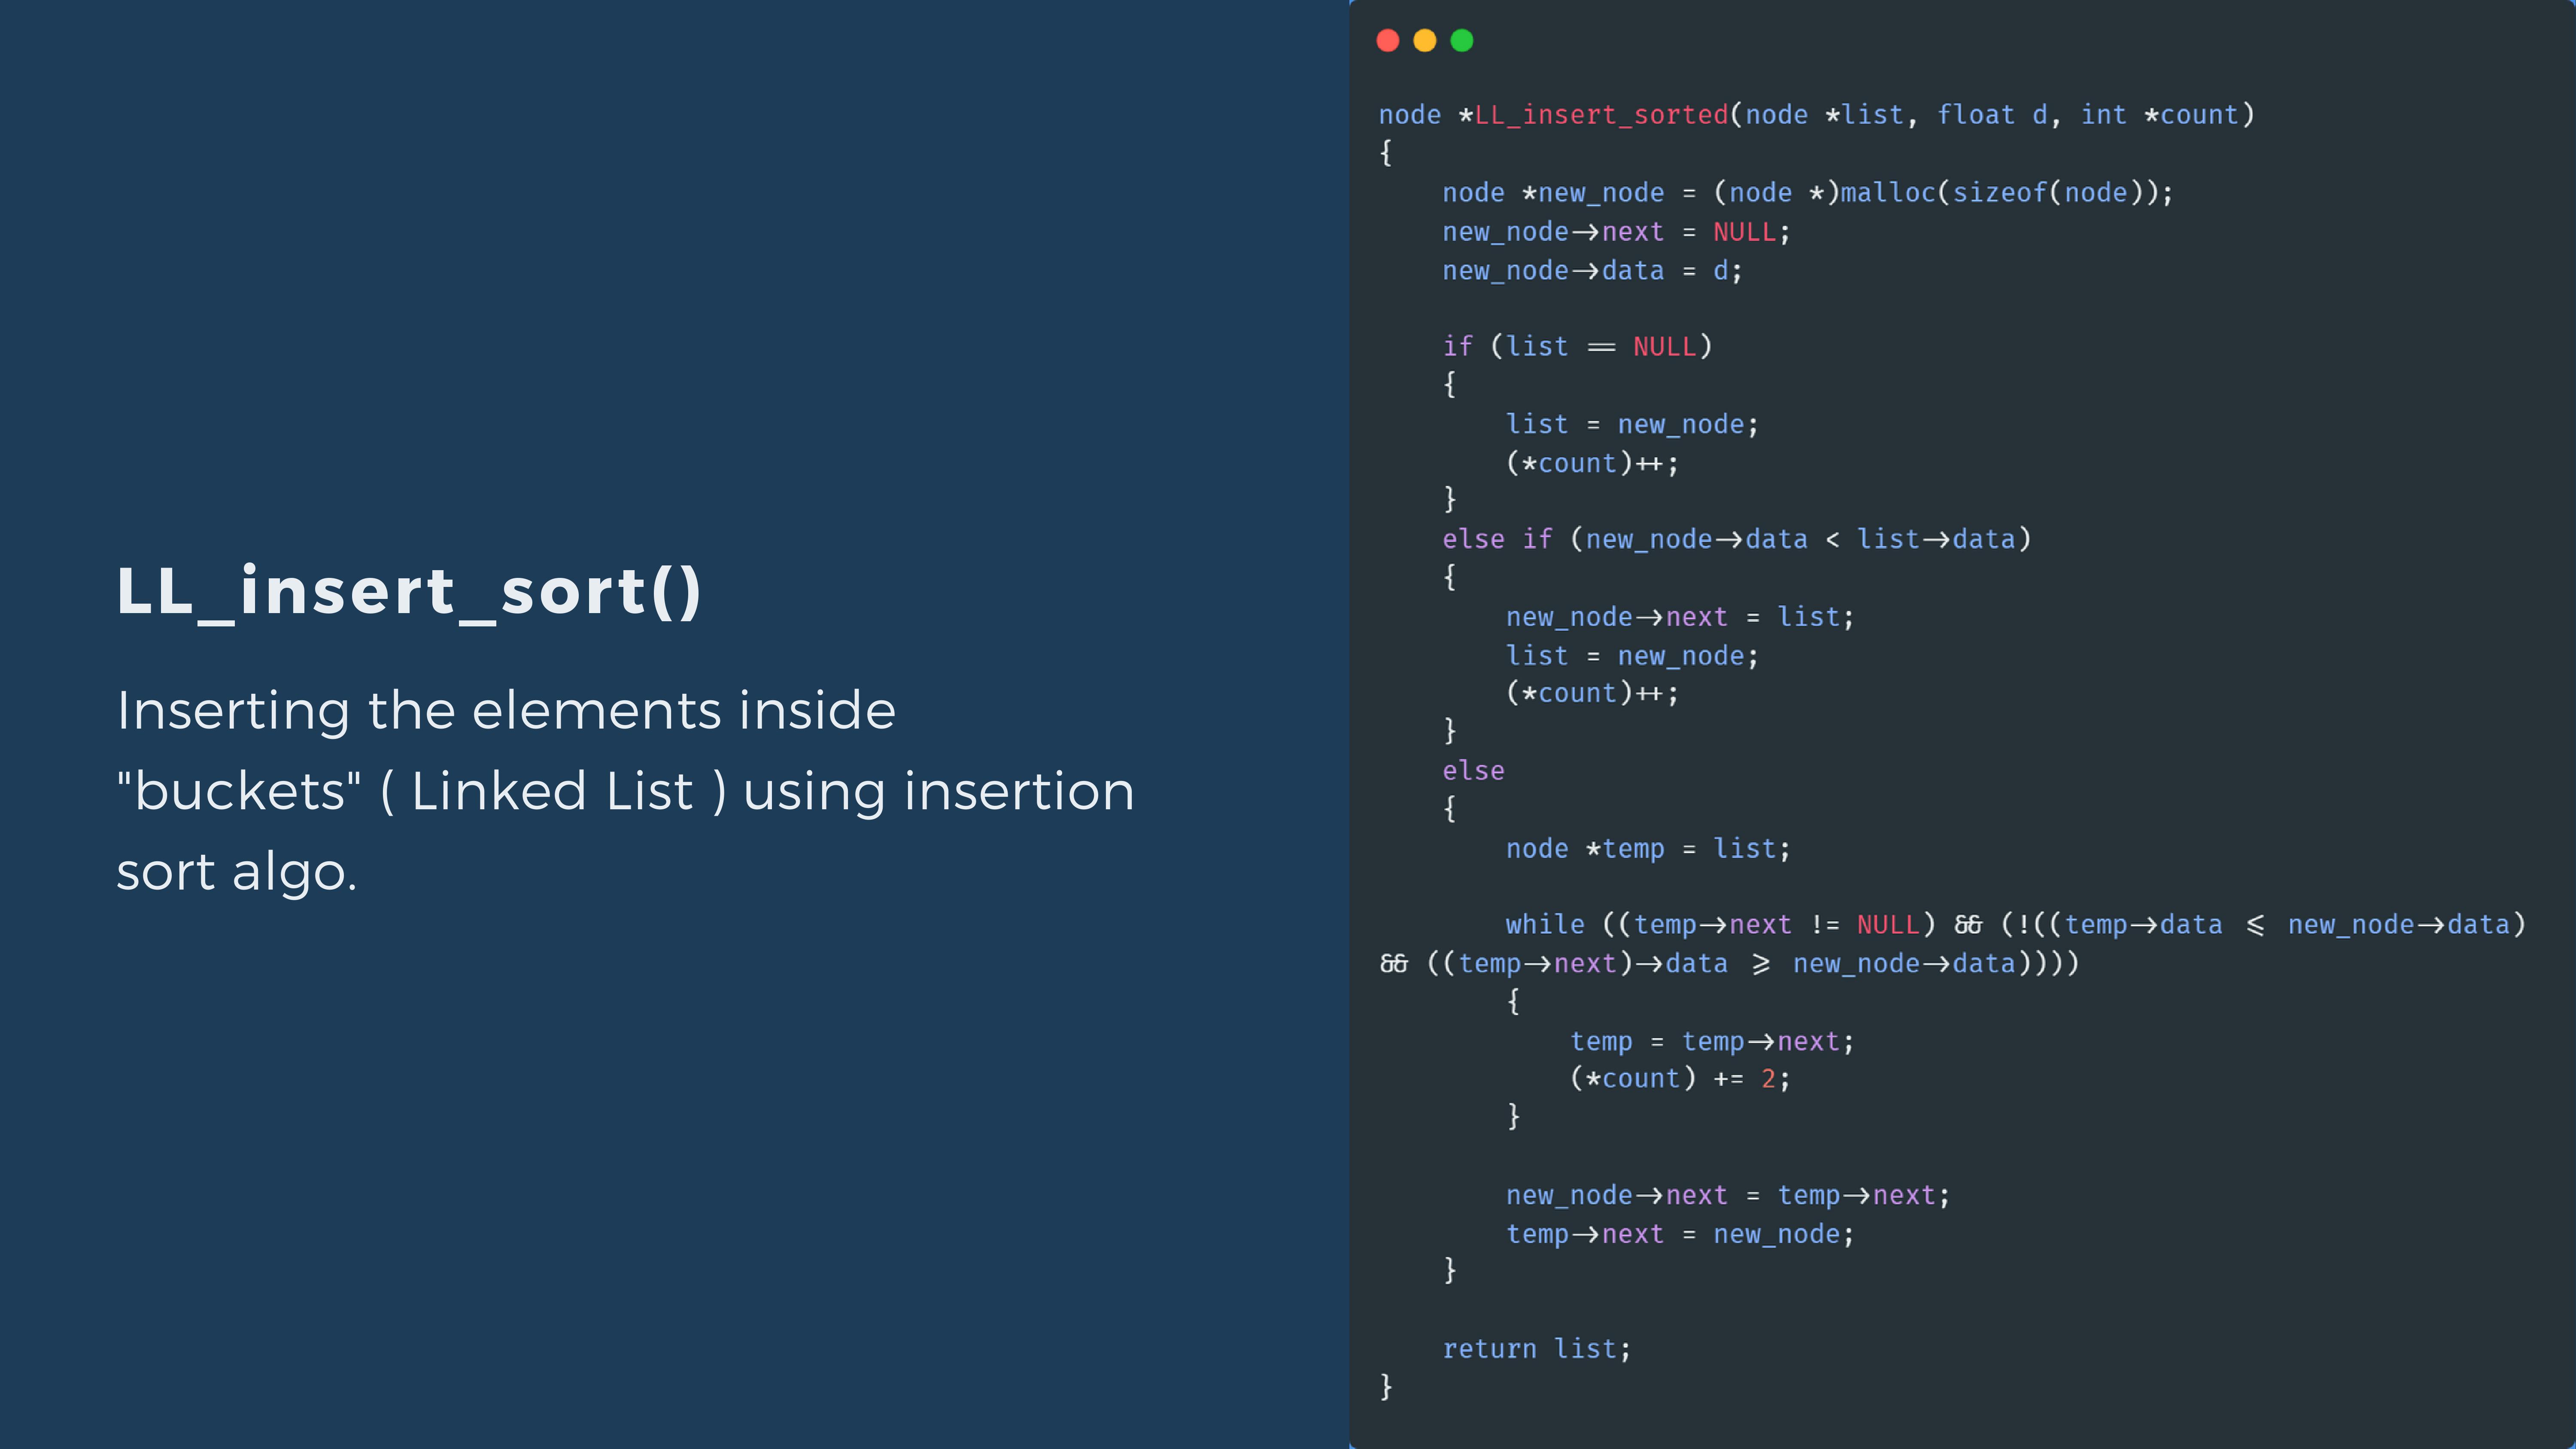 LL_insert_sort()
Inserting the elements inside
"buckets" ( Linked List ) using insertion
sort algo.
node *LL_insert_sorted(node *list, float d, int *count)
{
    node *new_node = (node *)malloc(sizeof(node));
    new_node->next = NULL;
    new_node->data = d;

    if (list == NULL)
    {
        list = new_node;
        (*count)++;
    }
    else if (new_node->data < list->data)
    {
        new_node->next = list;
        list = new_node;
        (*count)++;
    }
    else
    {
        node *temp = list;

        while ((temp->next != NULL) && (!((temp->data <= new_node->data)
&& ((temp->next)->data >= new_node->data))))
        {
            temp = temp->next;
            (*count) += 2;
        }

        new_node->next = temp->next;
        temp->next = new_node;
    }

    return list;
}